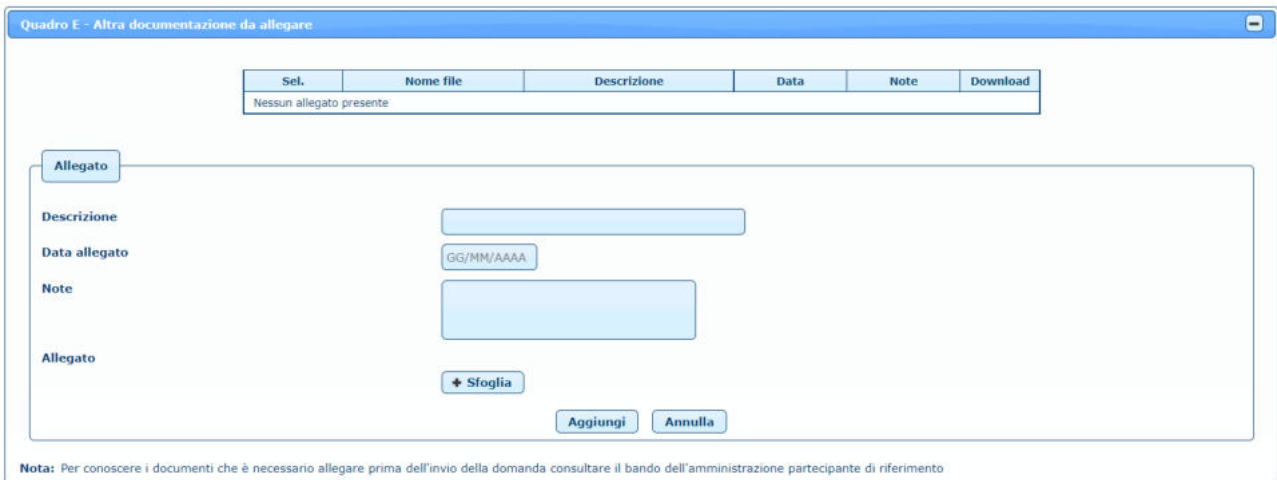 Quadro E - Altra documentazione da allegare
Sel. Nome file Descrizione Data Note Download
Nessun allegato presente
Allegato
Descrizione
Data allegato GG/MM/AAAA
Note
Allegato
+ Sfoglia
Aggiungi Annulla
Nota: Per conoscere i documenti che è necessario allegare prima dell'invio della domanda consultare il bando dell'amministrazione partecipante di riferimento